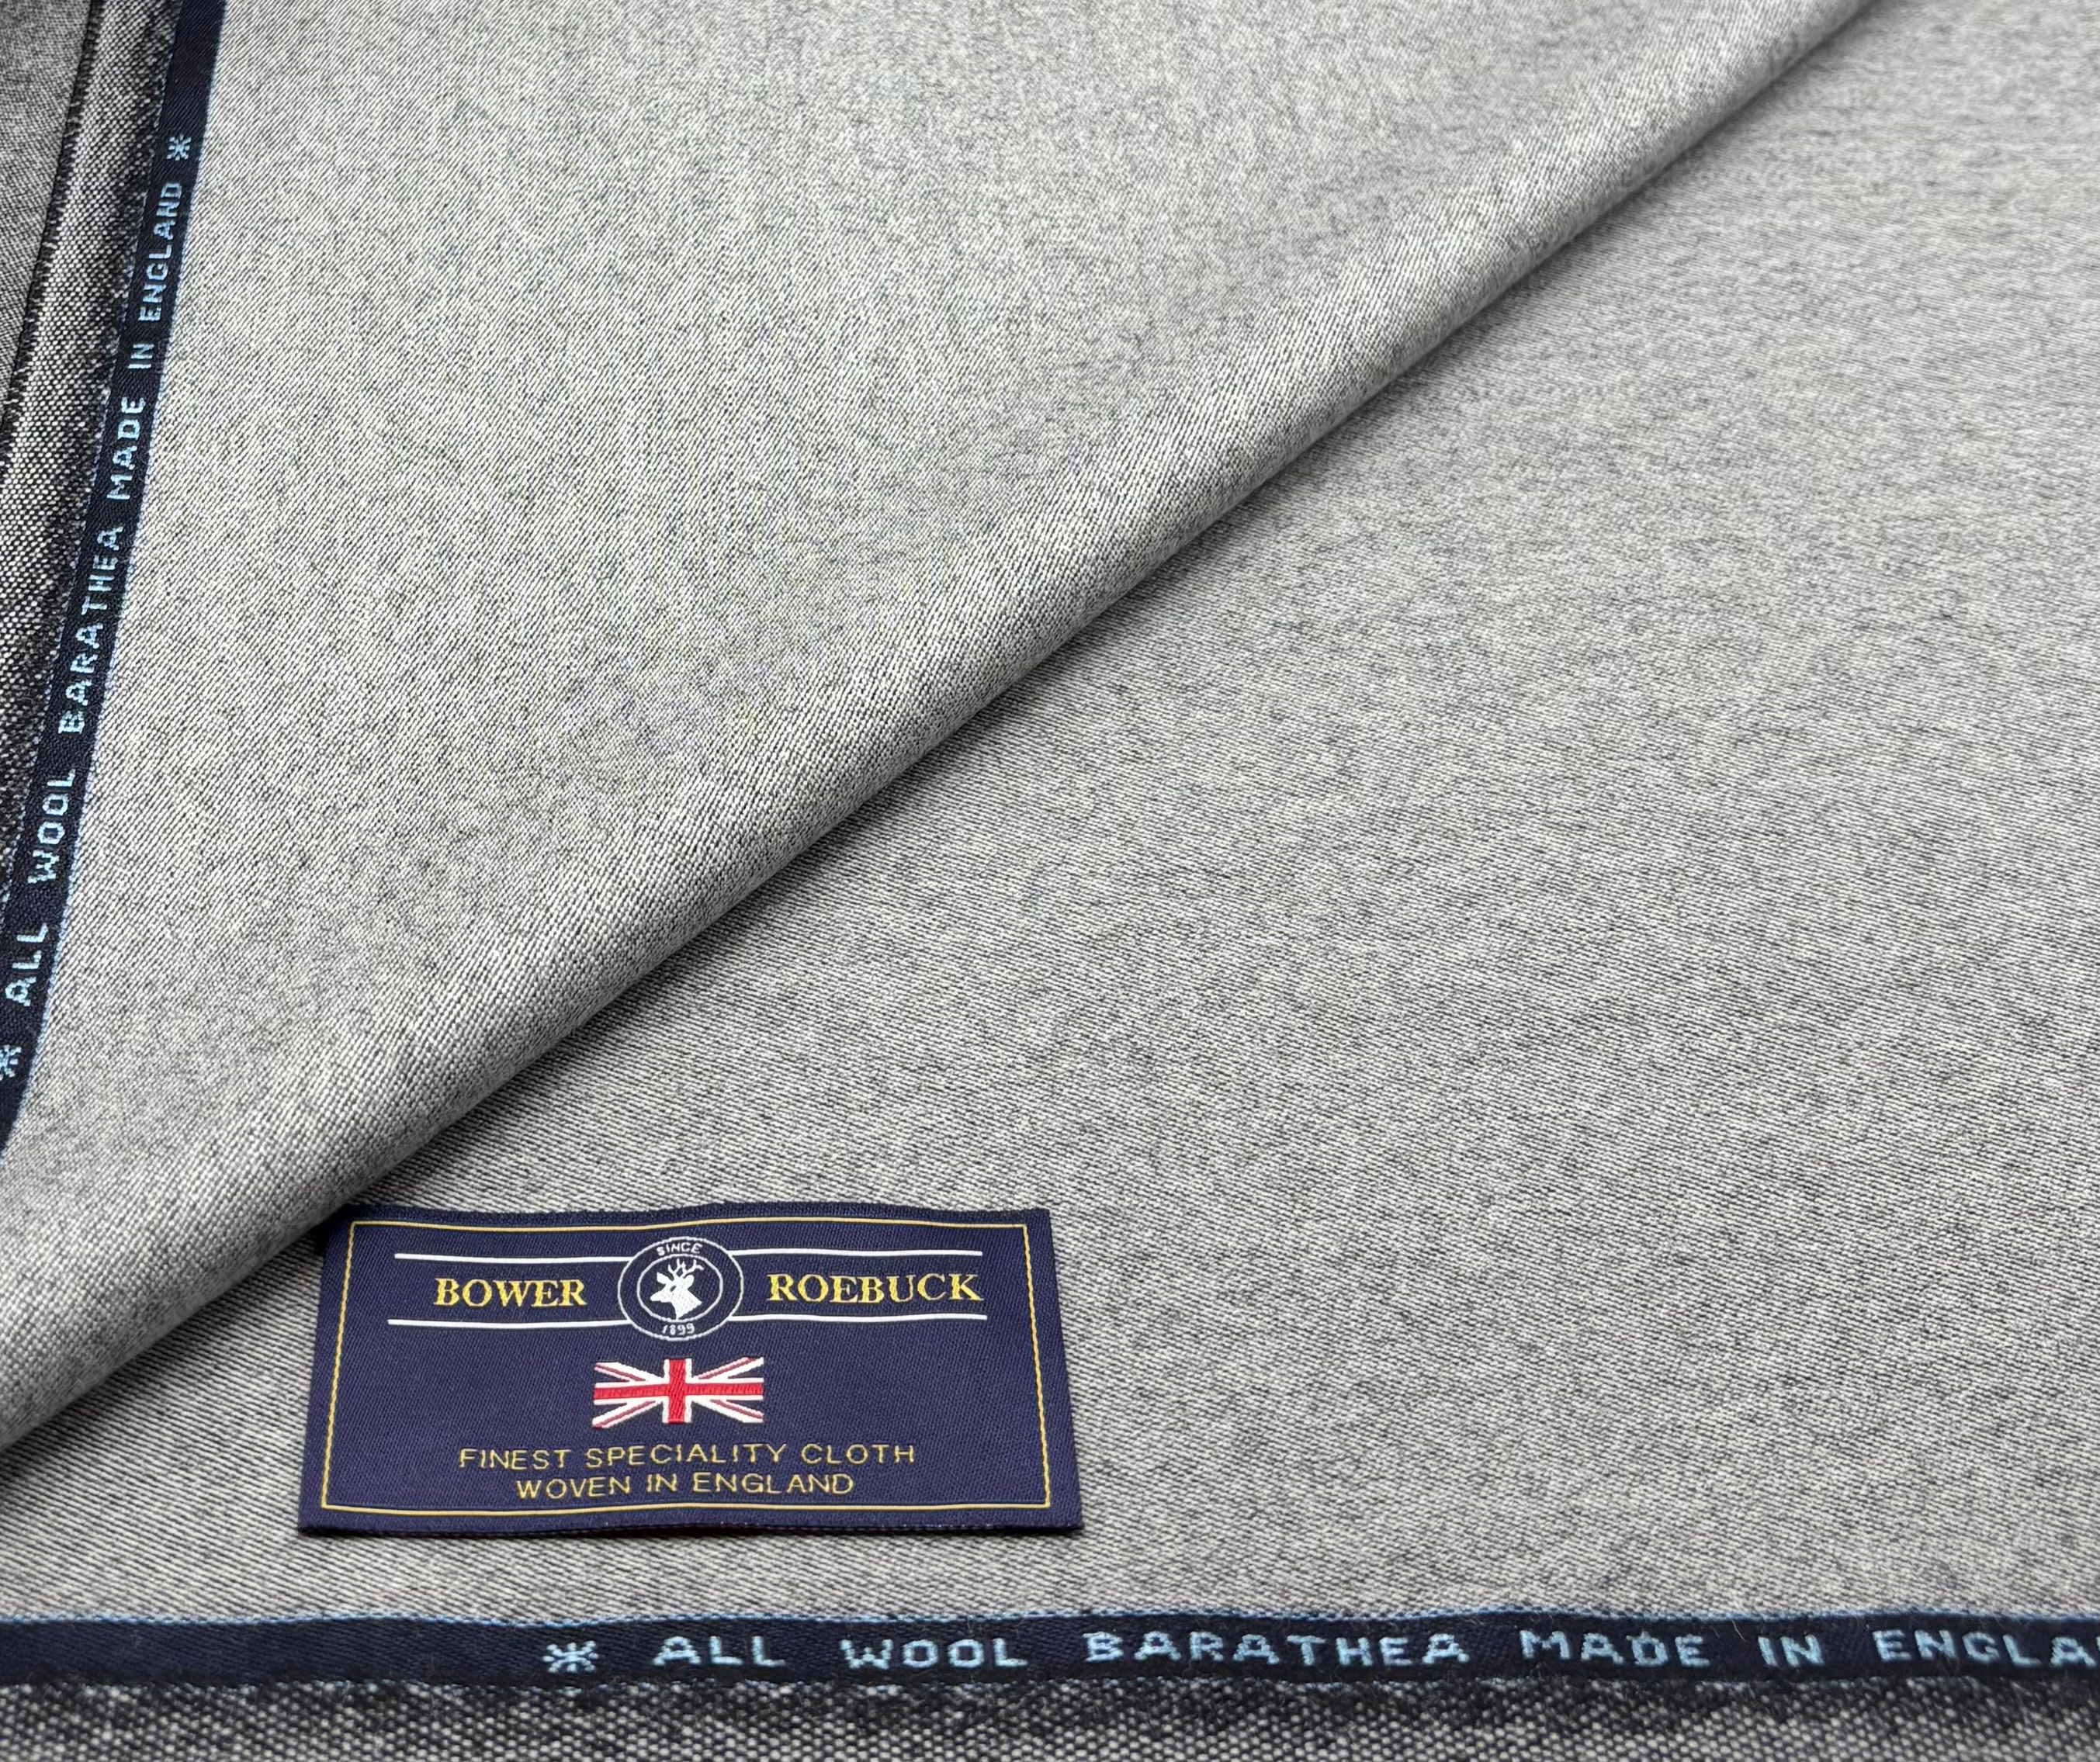 * ALL WOOL BARATHEA MADE IN ENGLAND *
SINCE
BOWER ROEBUCK
1899
FINEST SPECIALITY CLOTH
WOVEN IN ENGLAND
* ALL WOOL BARATHEA MADE IN ENGLA